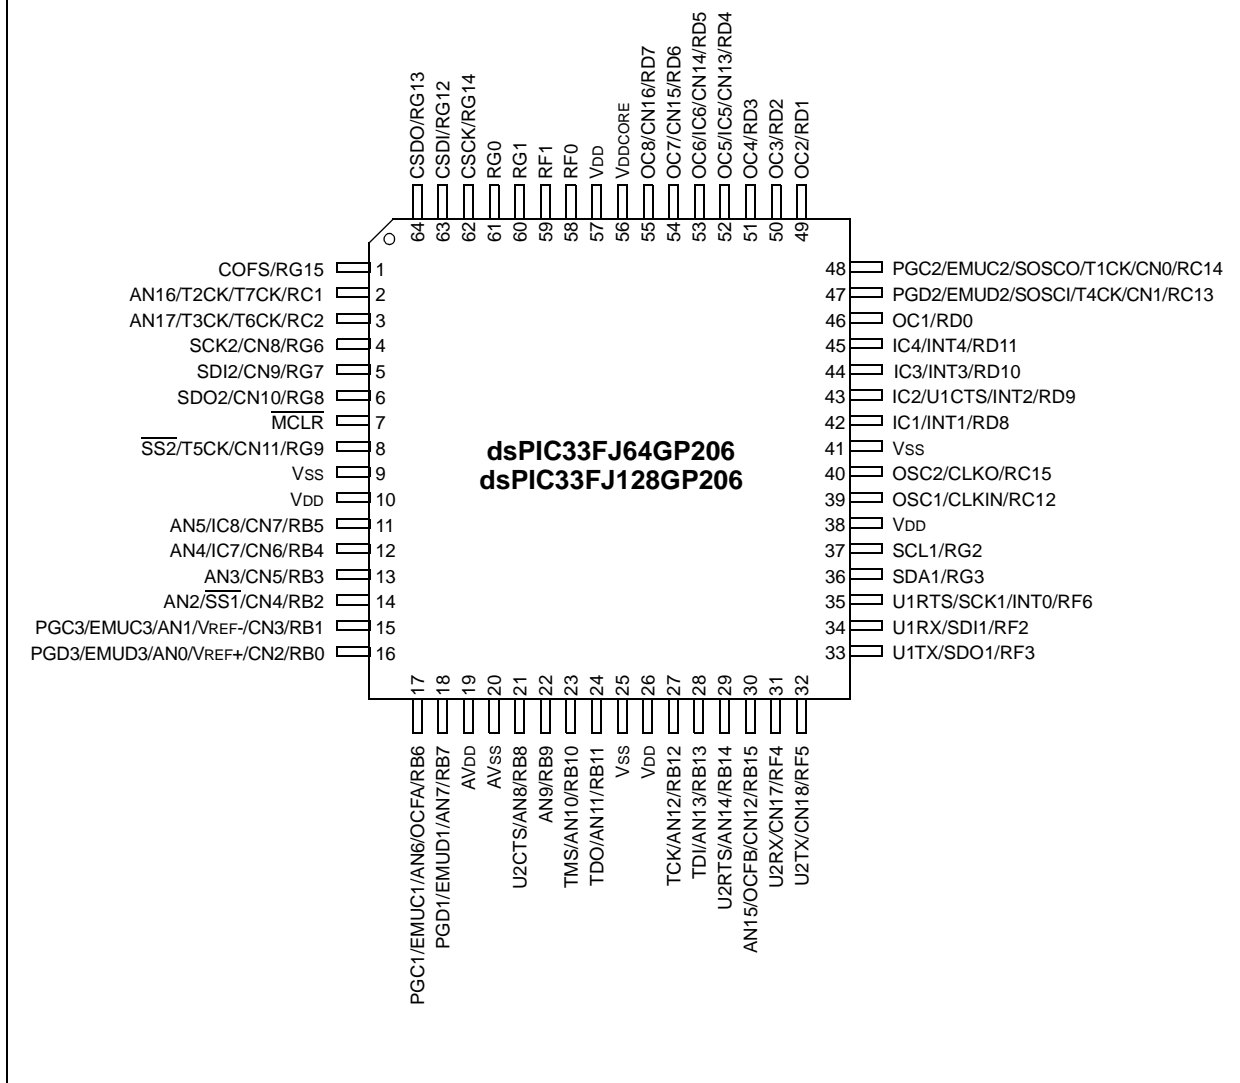 CSDO/RG13
CSDI/RG12
CSCK/RG14
RG0
RG1
RF1
RF0
VDD
VDDCORE
OC8/CN16/RD7
OC7/CN15/RD6
OC6/IC6/CN14/RD5
OC5/IC5/CN13/RD4
OC4/RD3
OC3/RD2
OC2/RD1
64 63 62 61 60 59 58 57 56 55 54 53 52 51 50 49
COFS/RG15 1
AN16/T2CK/T7CK/RC1 2
AN17/T3CK/T6CK/RC2 3
SCK2/CN8/RG6 4
SDI2/CN9/RG7 5
SDO2/CN10/RG8 6
MCLR 7
SS2/T5CK/CN11/RG9 8
VSS 9
VDD 10
AN5/IC8/CN7/RB5 11
AN4/IC7/CN6/RB4 12
AN3/CN5/RB3 13
AN2/SS1/CN4/RB2 14
PGC3/EMUC3/AN1/VREF-/CN3/RB1 15
PGD3/EMUD3/AN0/VREF+/CN2/RB0 16
dsPIC33FJ64GP206
dsPIC33FJ128GP206
48 PGC2/EMUC2/SOSCO/T1CK/CN0/RC14
47 PGD2/EMUD2/SOSCI/T4CK/CN1/RC13
46 OC1/RD0
45 IC4/INT4/RD11
44 IC3/INT3/RD10
43 IC2/U1CTS/INT2/RD9
42 IC1/INT1/RD8
41 VSS
40 OSC2/CLKO/RC15
39 OSC1/CLKIN/RC12
38 VDD
37 SCL1/RG2
36 SDA1/RG3
35 U1RTS/SCK1/INT0/RF6
34 U1RX/SDI1/RF2
33 U1TX/SDO1/RF3
17 18 19 20 21 22 23 24 25 26 27 28 29 30 31 32
PGC1/EMUC1/AN6/OCFA/RB6
PGD1/EMUD1/AN7/RB7
AVDD
AVSS
U2CTS/AN8/RB8
AN9/RB9
TMS/AN10/RB10
TDO/AN11/RB11
VSS
VDD
TCK/AN12/RB12
TDI/AN13/RB13
U2RTS/AN14/RB14
AN15/OCFB/CN12/RB15
U2RX/CN17/RF4
U2TX/CN18/RF5